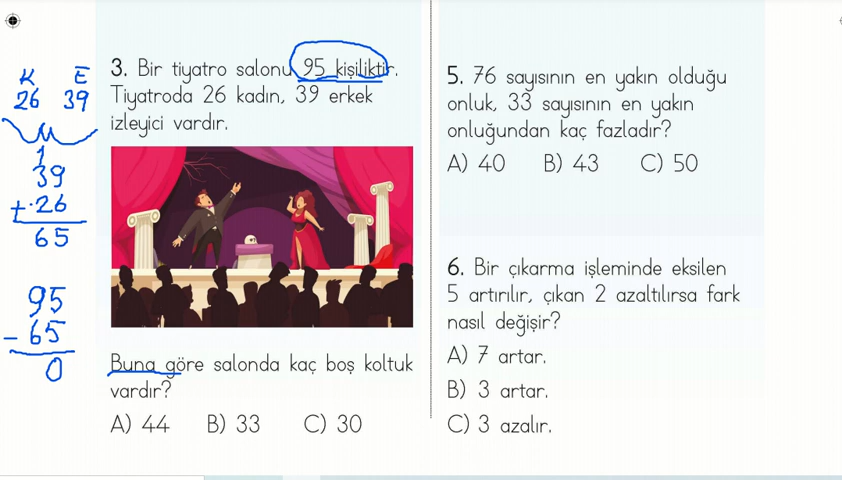 K E
26 39
1
39
+ 26
65
95
- 65
0
3. Bir tiyatro salonu 95 kişiliktir.
Tiyatroda 26 kadın, 39 erkek
izleyici vardır.
Buna göre salonda kaç boş koltuk
vardır?
A) 44 B) 33 C) 30
5. 76 sayısının en yakın olduğu
onluk, 33 sayısının en yakın
onluğundan kaç fazladır?
A) 40 B) 43 C) 50
6. Bir çıkarma işleminde eksilen
5 artırılır, çıkan 2 azaltılırsa fark
nasıl değişir?
A) 7 artar.
B) 3 artar.
C) 3 azalır.